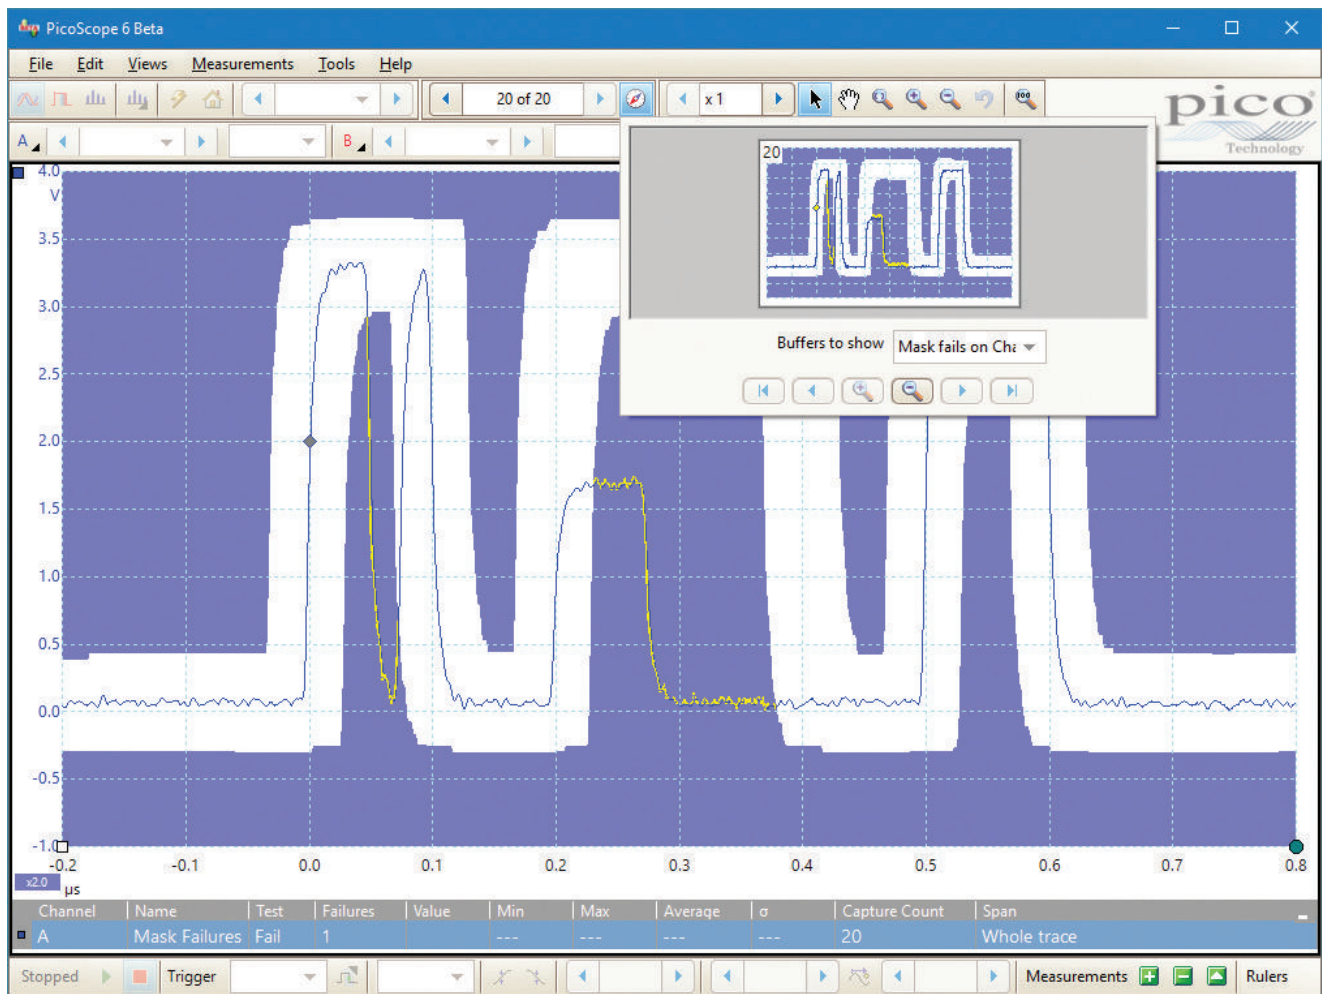 PicoScope 6 Beta
File Edit Views Measurements Tools Help
20 of 20 x 1
pico
Technology
A B
20
Buffers to show Mask fails on Cha
4.0
V
3.5
3.0
2.5
2.0
1.5
1.0
0.5
0.0
-0.5
-1.0
-0.2 -0.1 0.0 0.1 0.2 0.3 0.4 0.5 0.6 0.7 0.8
x2.0 µs
Channel Name Test Failures Value Min Max Average σ Capture Count Span
A Mask Failures Fail 1 --- --- --- --- 20 Whole trace
Stopped Trigger Measurements Rulers